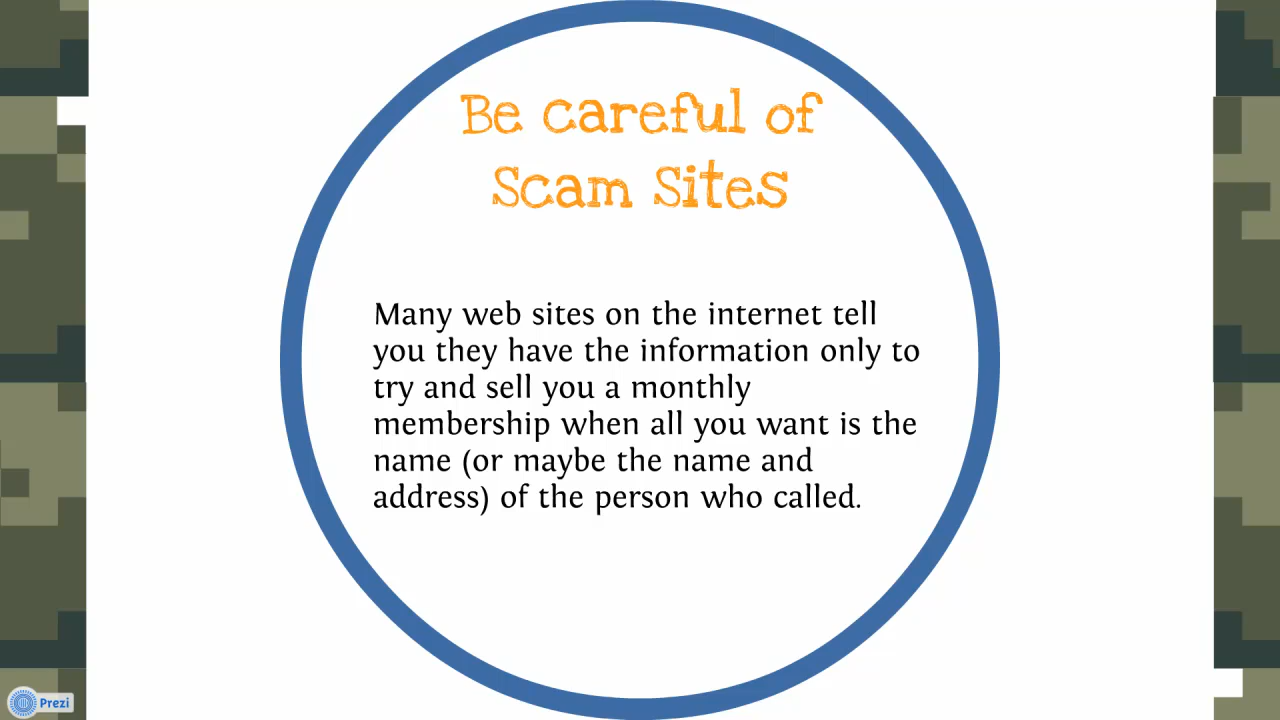 Be careful of
Scam Sites
Many web sites on the internet tell
you they have the information only to
try and sell you a monthly
membership when all you want is the
name (or maybe the name and
address) of the person who called.
Prezi